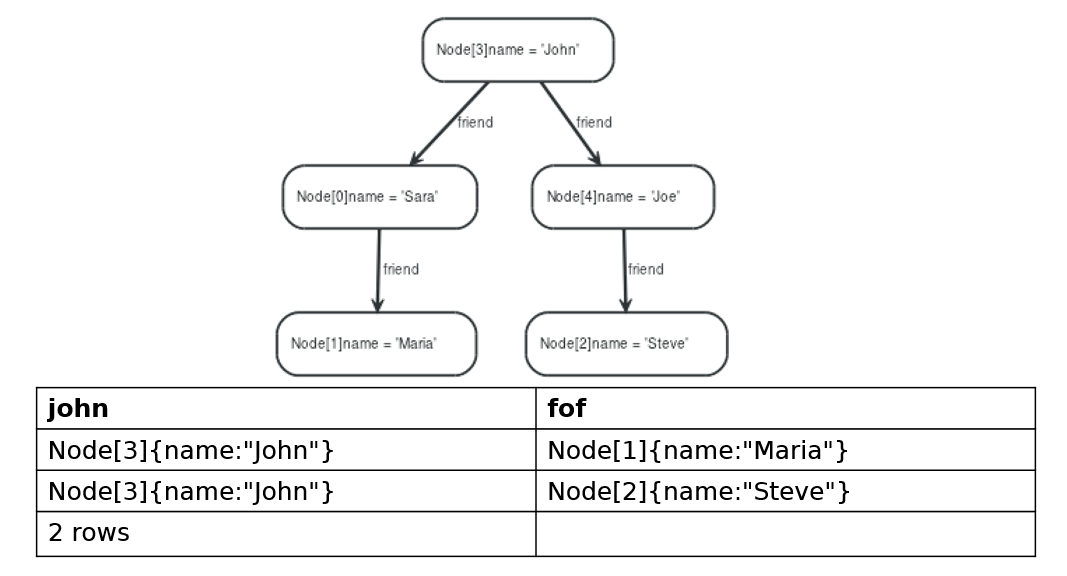 Node[3]name = 'John'
friend
friend
Node[0]name = 'Sara'
Node[4]name = 'Joe'
friend
friend
Node[1]name = 'Maria'
Node[2]name = 'Steve'
john fof
Node[3]{name:"John"} Node[1]{name:"Maria"}
Node[3]{name:"John"} Node[2]{name:"Steve"}
2 rows